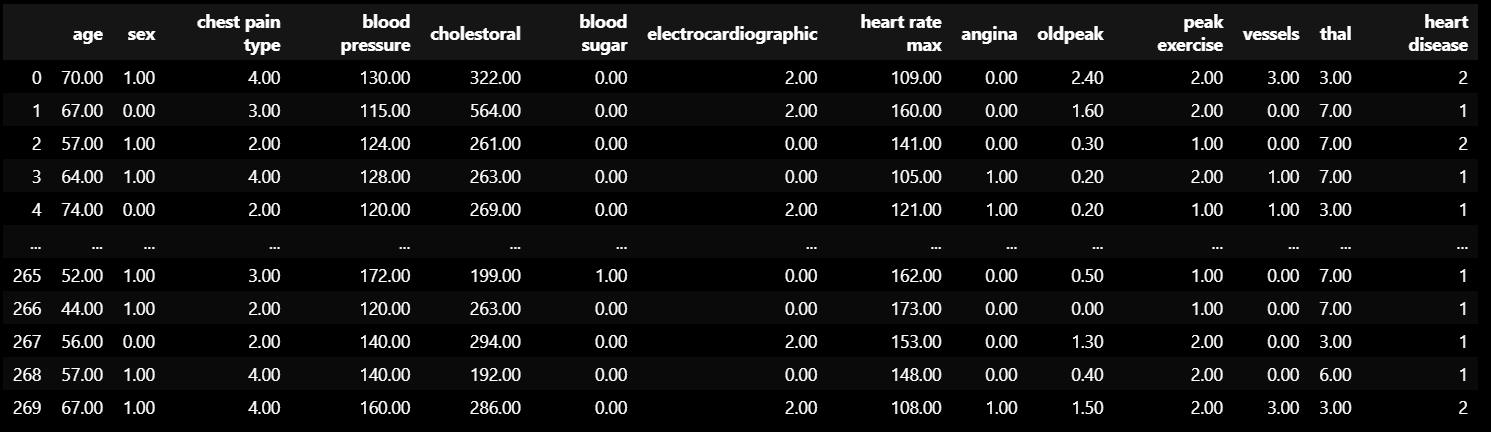 age sex chest pain type blood pressure cholestoral blood sugar electrocardiographic heart rate max angina oldpeak peak exercise vessels thal heart disease
0 70.00 1.00 4.00 130.00 322.00 0.00 2.00 109.00 0.00 2.40 2.00 3.00 3.00 2
1 67.00 0.00 3.00 115.00 564.00 0.00 2.00 160.00 0.00 1.60 2.00 0.00 7.00 1
2 57.00 1.00 2.00 124.00 261.00 0.00 0.00 141.00 0.00 0.30 1.00 0.00 7.00 2
3 64.00 1.00 4.00 128.00 263.00 0.00 0.00 105.00 1.00 0.20 2.00 1.00 7.00 1
4 74.00 0.00 2.00 120.00 269.00 0.00 2.00 121.00 1.00 0.20 1.00 1.00 3.00 1
... ... ... ... ... ... ... ... ... ... ... ... ... ... ...
265 52.00 1.00 3.00 172.00 199.00 1.00 0.00 162.00 0.00 0.50 1.00 0.00 7.00 1
266 44.00 1.00 2.00 120.00 263.00 0.00 0.00 173.00 0.00 0.00 1.00 0.00 7.00 1
267 56.00 0.00 2.00 140.00 294.00 0.00 2.00 153.00 0.00 1.30 2.00 0.00 3.00 1
268 57.00 1.00 4.00 140.00 192.00 0.00 0.00 148.00 0.00 0.40 2.00 0.00 6.00 1
269 67.00 1.00 4.00 160.00 286.00 0.00 2.00 108.00 1.00 1.50 2.00 3.00 3.00 2